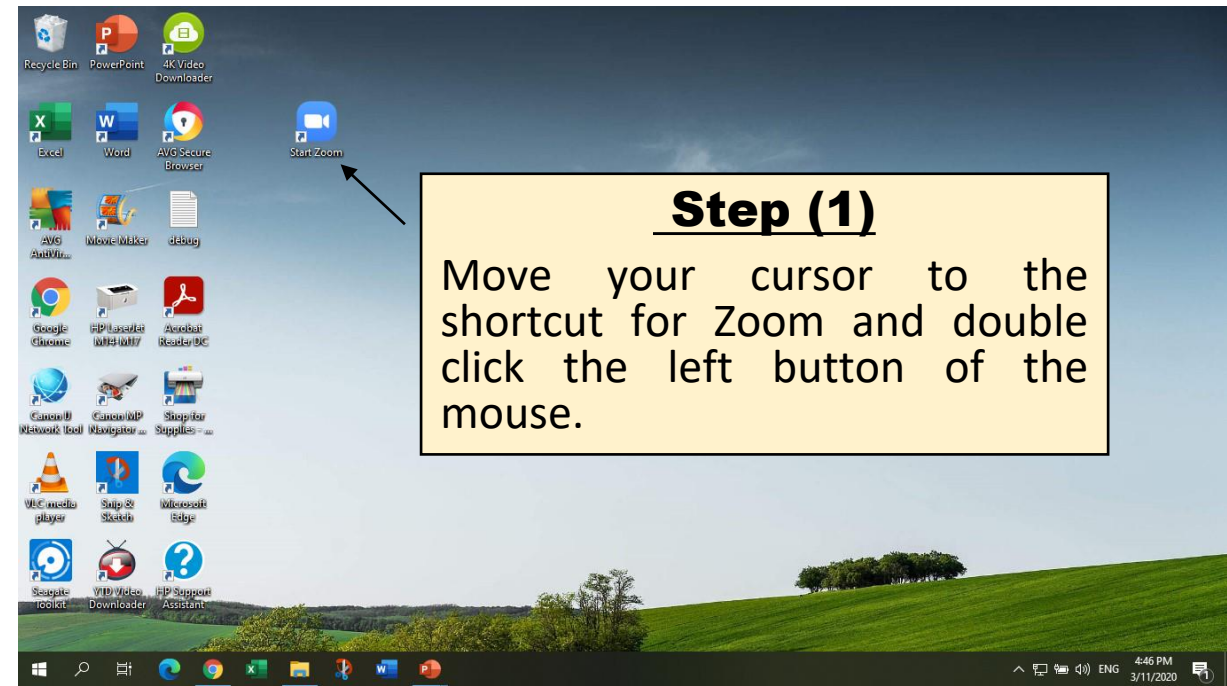 Recycle Bin
PowerPoint
4K Video
Downloader
Excel
Word
AVG Secure
Browser
Start Zoom
AVG
AntiVir...
Movie Maker
debug
Google
Chrome
HP LaserJet
M14-M17
Acrobat
Reader DC
Canon IJ
Network Tool
Canon MP
Navigator ...
Shop for
Supplies - ...
VLC media
player
Snip &
Sketch
Microsoft
Edge
Seagate
Toolkit
YTD Video
Downloader
HP Support
Assistant
Step (1)
Move your cursor to the
shortcut for Zoom and double
click the left button of the
mouse.
ENG
4:46 PM
3/11/2020
1